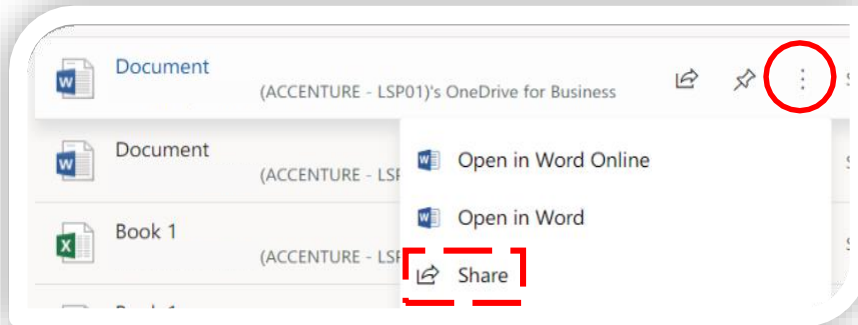 Document
(ACCENTURE - LSP01)'s OneDrive for Business
Document
(ACCENTURE - LSP
Open in Word Online
Book 1
Open in Word
(ACCENTURE - LSP
Share